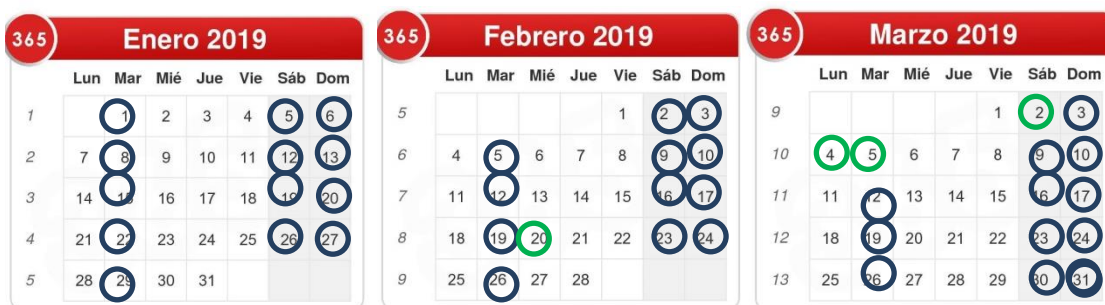 365 Enero 2019
Lun Mar Mié Jue Vie Sáb Dom
1 1 2 3 4 5 6
2 7 8 9 10 11 12 13
3 14 15 16 17 18 19 20
4 21 22 23 24 25 26 27
5 28 29 30 31
365 Febrero 2019
Lun Mar Mié Jue Vie Sáb Dom
5 1 2 3
6 4 5 6 7 8 9 10
7 11 12 13 14 15 16 17
8 18 19 20 21 22 23 24
9 25 26 27 28
365 Marzo 2019
Lun Mar Mié Jue Vie Sáb Dom
9 1 2 3
10 4 5 6 7 8 9 10
11 11 12 13 14 15 16 17
12 18 19 20 21 22 23 24
13 25 26 27 28 29 30 31